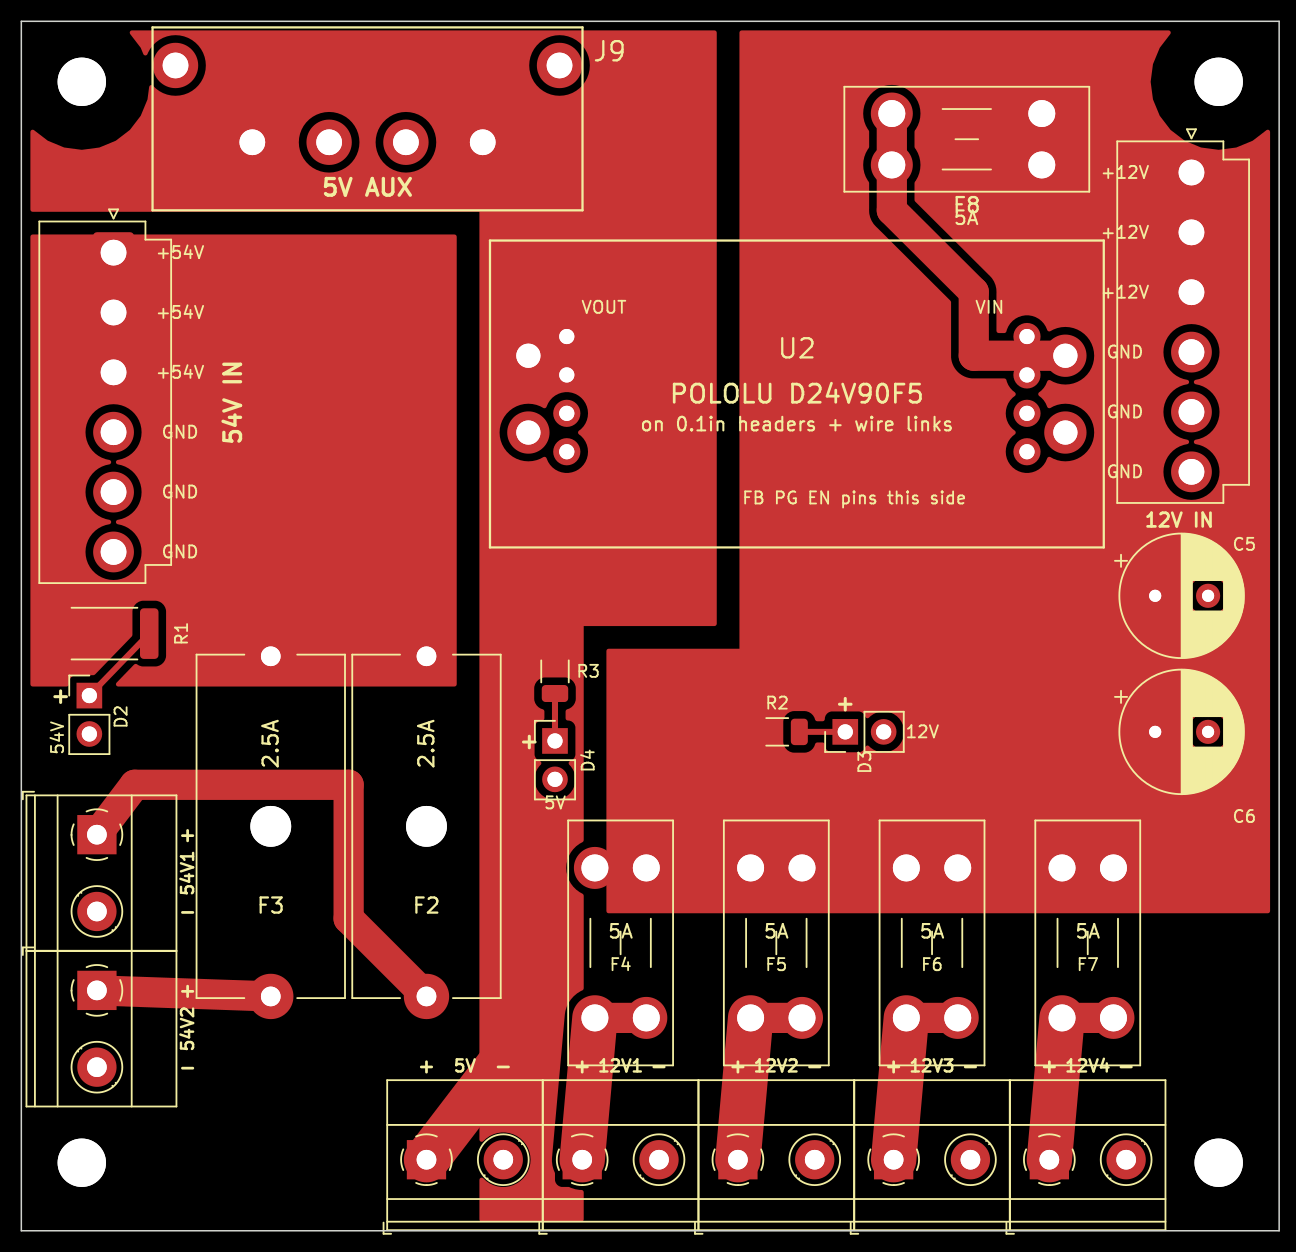 J9
5V AUX
+54V
+54V
+54V
GND
GND
GND
54V IN
E8
5A
+12V
+12V
+12V
GND
GND
GND
12V IN
VOUT
VIN
U2
POLOLU D24V90F5
on 0.1in headers + wire links
FB PG EN pins this side
C5
+
C6
+
R1
+
D2
54V
R3
+
D4
5V
R2
+
D3
12V
2.5A
F3
2.5A
F2
- 54V1 +
- 54V2 +
5A
F4
5A
F5
5A
F6
5A
F7
+ 5V -
+ 12V1 -
+ 12V2 -
+ 12V3 -
+ 12V4 -